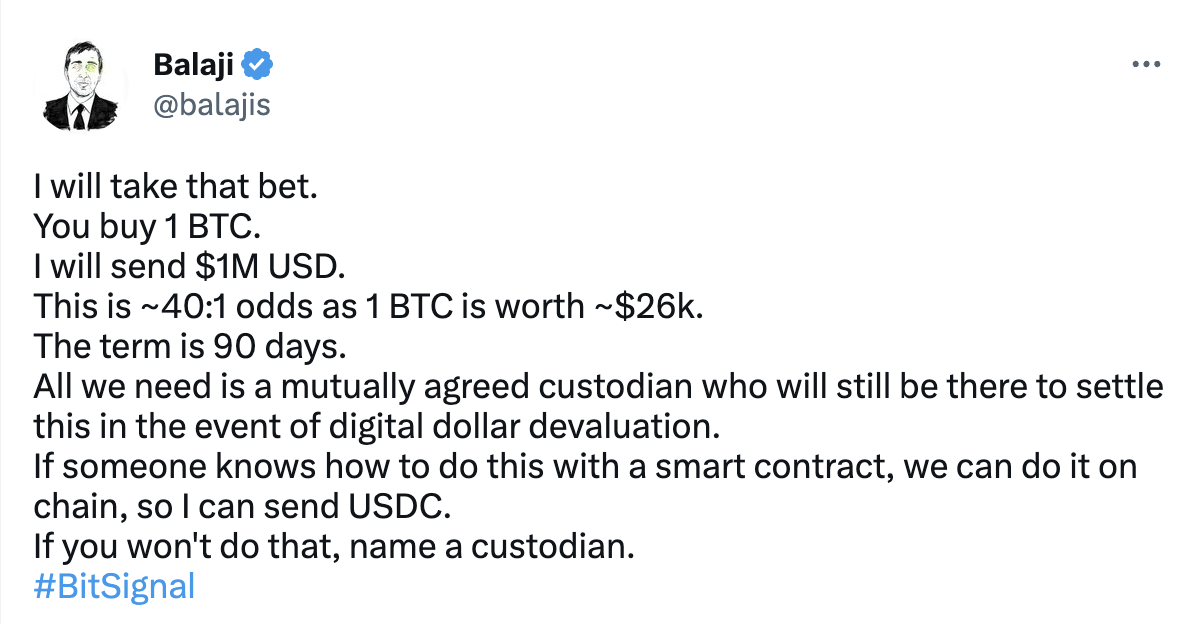 Balaji
@balajis
I will take that bet.
You buy 1 BTC.
I will send $1M USD.
This is ~40:1 odds as 1 BTC is worth ~$26k.
The term is 90 days.
All we need is a mutually agreed custodian who will still be there to settle
this in the event of digital dollar devaluation.
If someone knows how to do this with a smart contract, we can do it on
chain, so I can send USDC.
If you won't do that, name a custodian.
#BitSignal